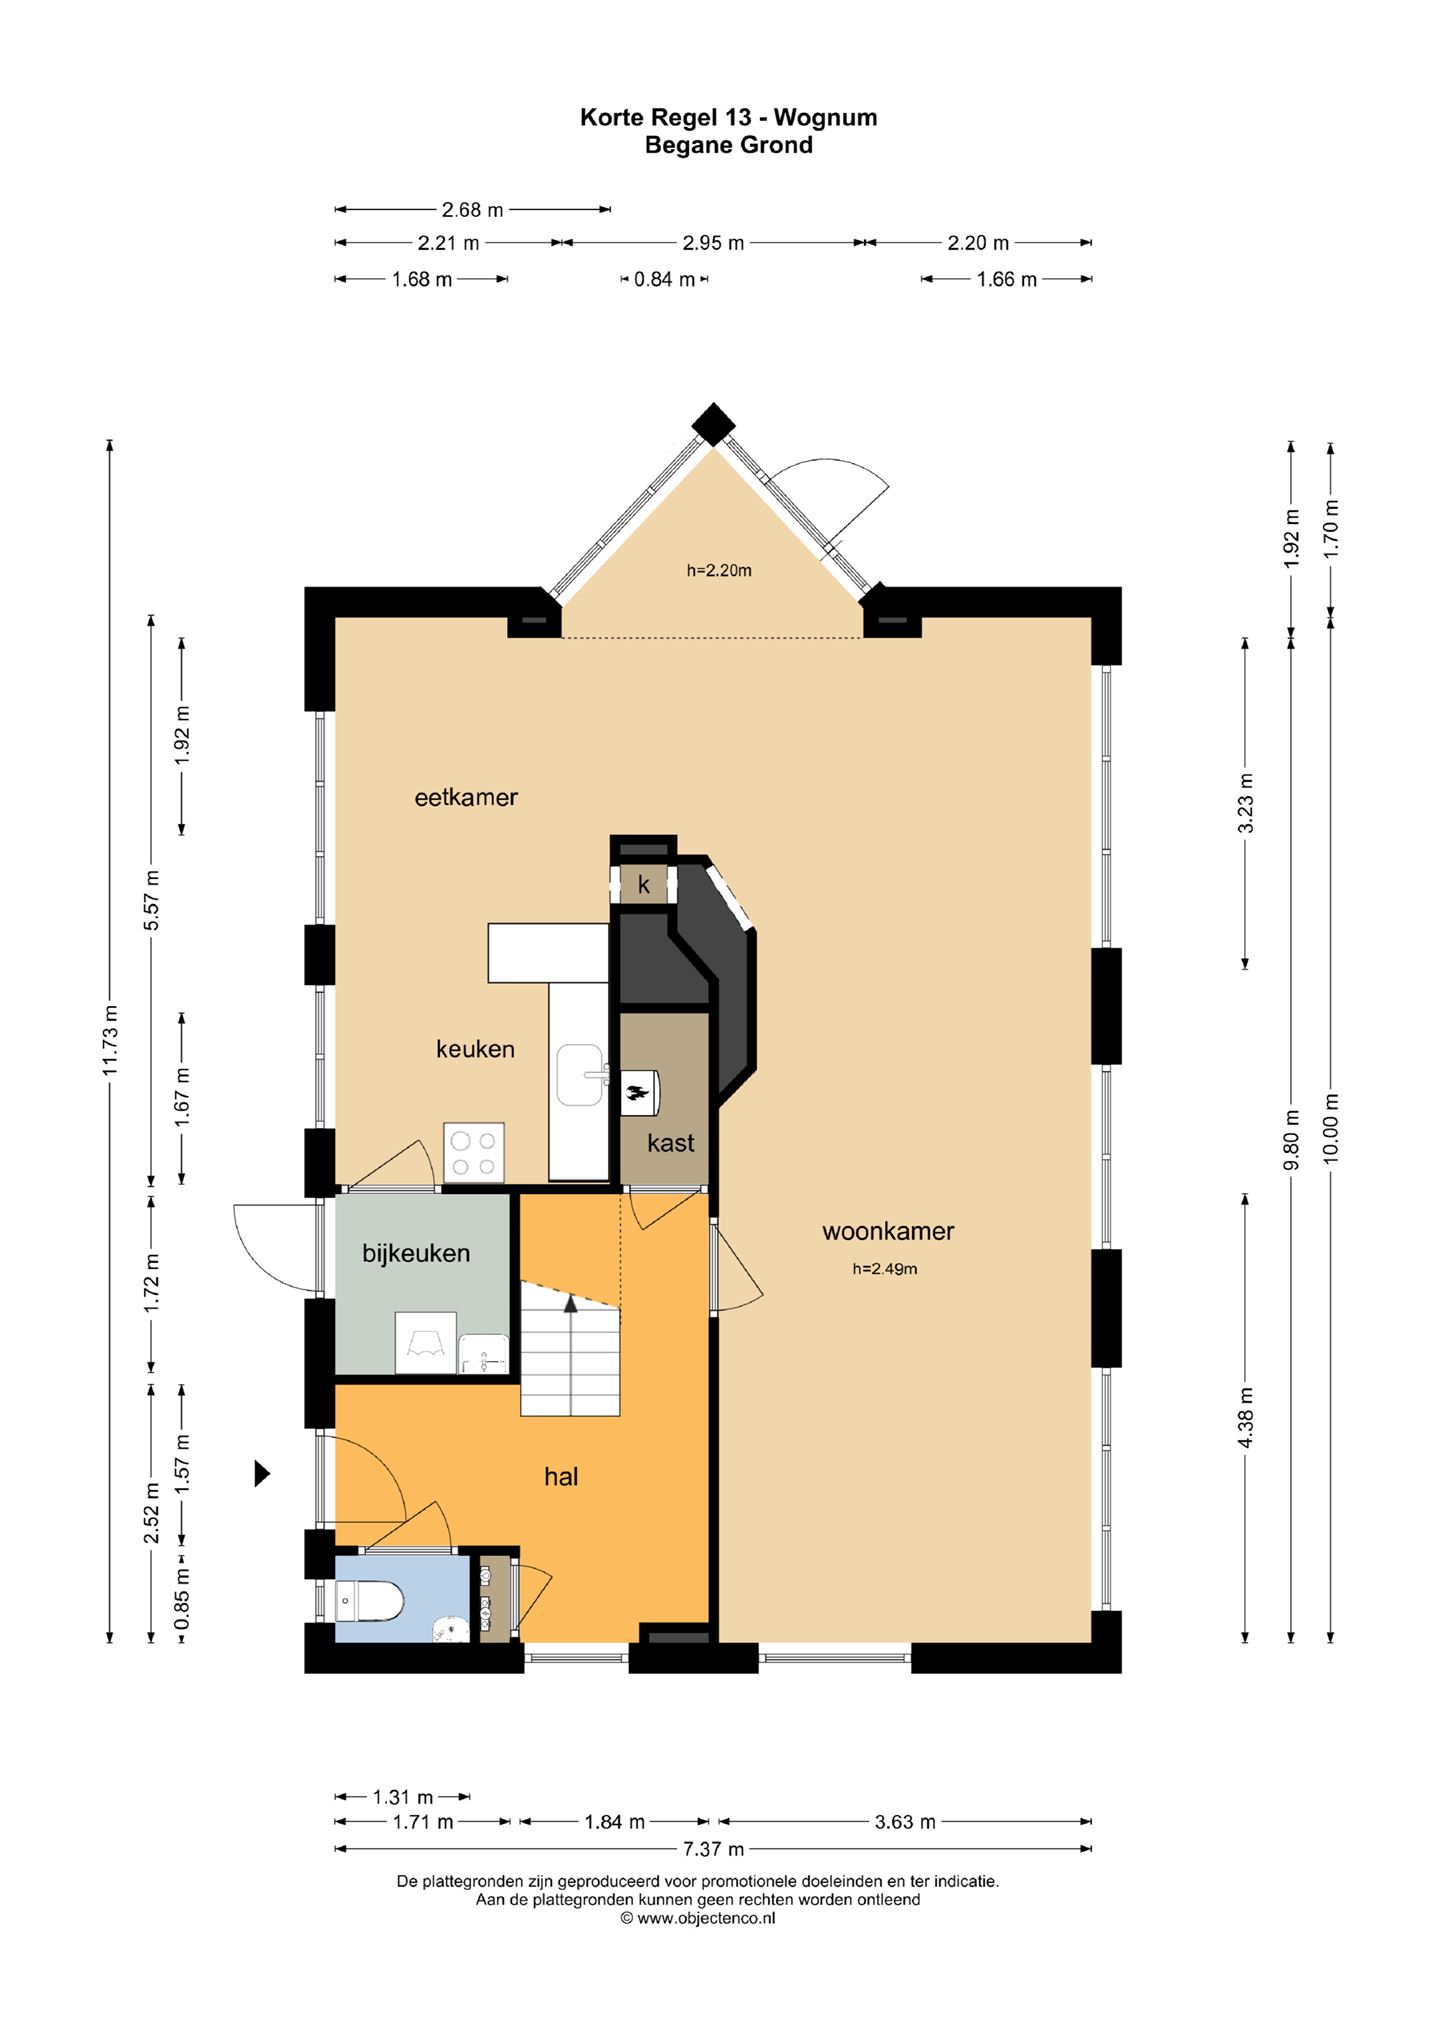 Korte Regel 13 - Wognum
Begane Grond
2.68 m
2.21 m
2.95 m
2.20 m
1.68 m
0.84 m
1.66 m
h=2.20m
1.92 m
1.70 m
1.92 m
eetkamer
3.23 m
k
5.57 m
11.73 m
keuken
1.67 m
kast
9.80 m
10.00 m
woonkamer
h=2.49m
bijkeuken
1.72 m
4.38 m
hal
1.57 m
2.52 m
0.85 m
1.31 m
1.71 m
1.84 m
3.63 m
7.37 m
De plattegronden zijn geproduceerd voor promotionele doeleinden en ter indicatie.
Aan de plattegronden kunnen geen rechten worden ontleend
© www.objectenco.nl